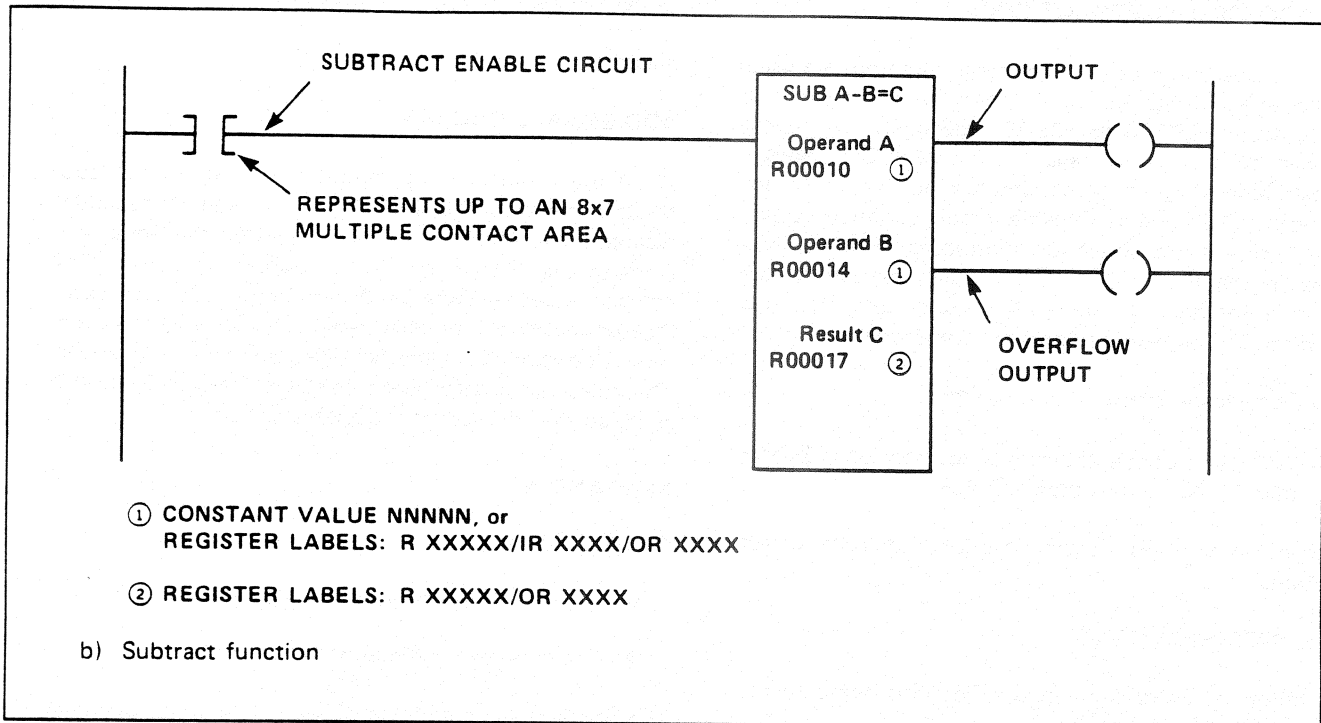 SUBTRACT ENABLE CIRCUIT
REPRESENTS UP TO AN 8x7
MULTIPLE CONTACT AREA
SUB A-B=C
Operand A
R00010 ①
Operand B
R00014 ①
Result C
R00017 ②
OUTPUT
OVERFLOW
OUTPUT
① CONSTANT VALUE NNNNN, or
REGISTER LABELS: R XXXXX/IR XXXX/OR XXXX
② REGISTER LABELS: R XXXXX/OR XXXX
b) Subtract function